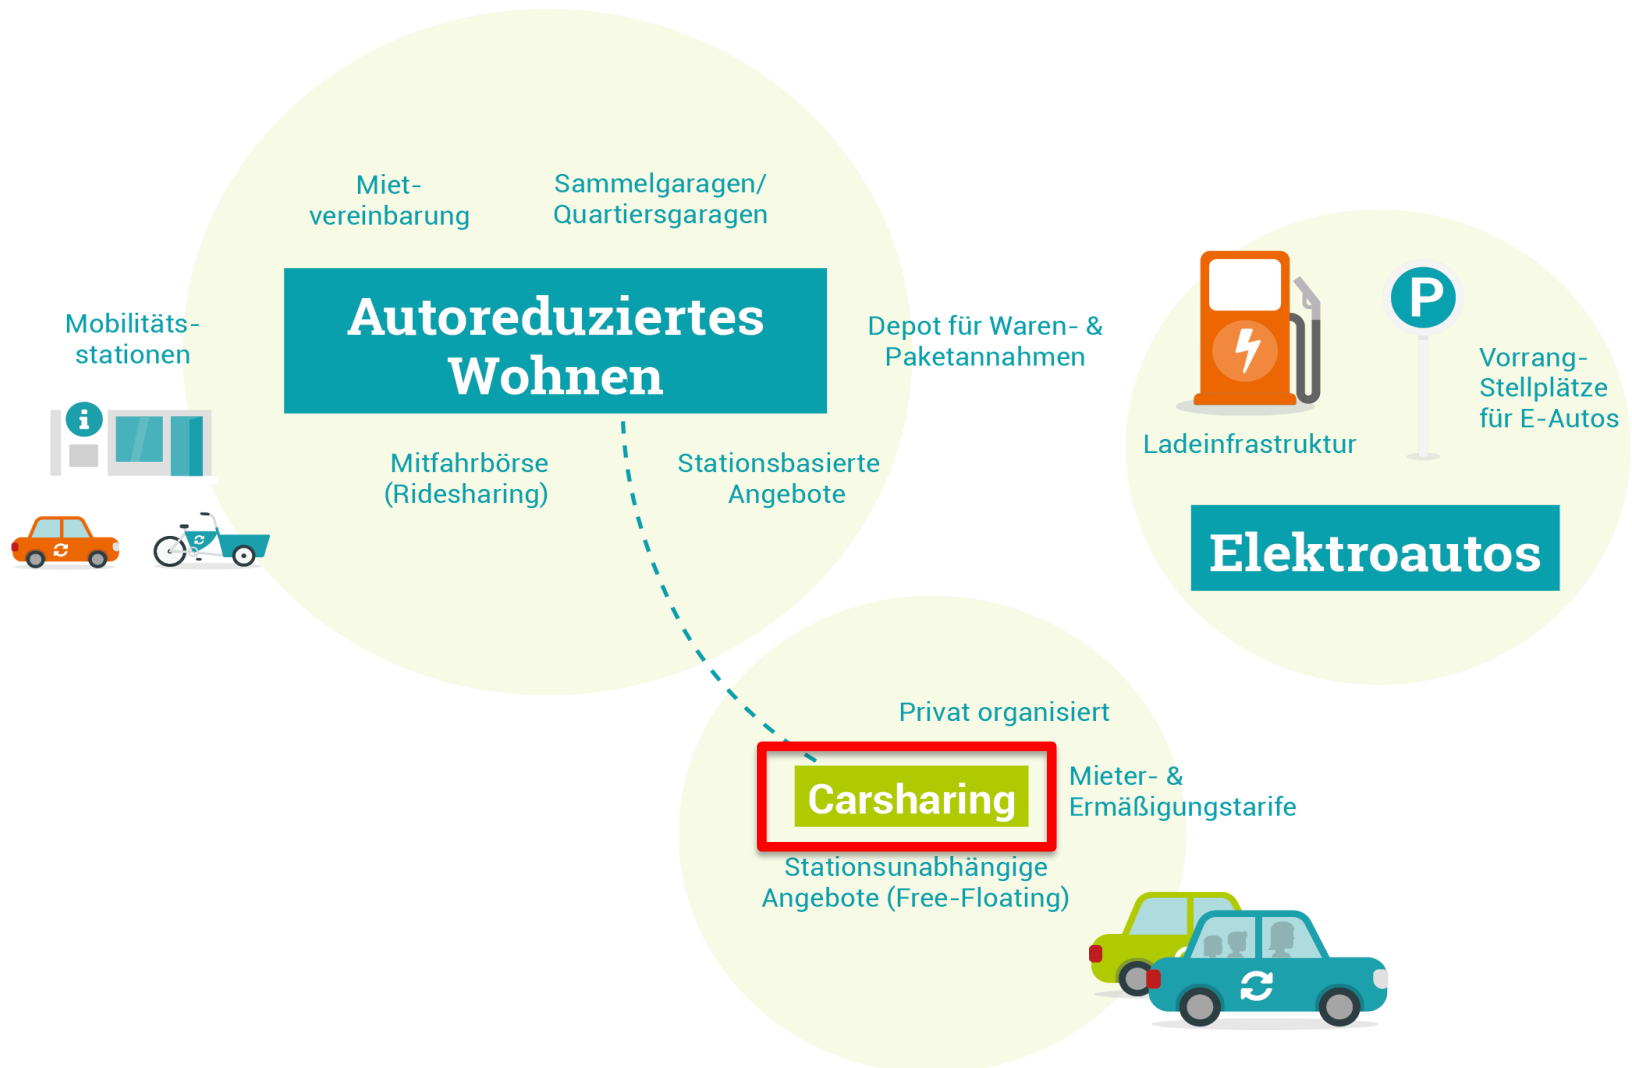 Miet-
vereinbarung
Sammelgaragen/
Quartiersgaragen
Autoreduziertes
Wohnen
Mobilitäts-
stationen
i
Depot für Waren- &
Paketannahmen
Mitfahrbörse
(Ridesharing)
Stationsbasierte
Angebote
P
Ladeinfrastruktur
Vorrang-
Stellplätze
für E-Autos
Elektroautos
Privat organisiert
Carsharing
Mieter- &
Ermäßigungstarife
Stationsunabhängige
Angebote (Free-Floating)